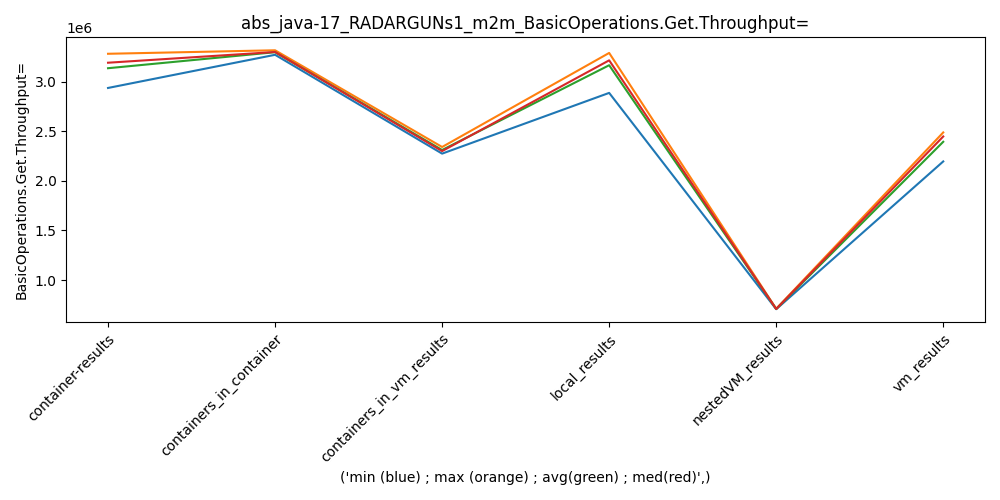 abs_java-17_RADARGUNs1_m2m_BasicOperations.Get.Throughput=
1e6
BasicOperations.Get.Throughput=
3.0
2.5
2.0
1.5
1.0
container-results
containers_in_container
containers_in_vm_results
local_results
nestedVM_results
vm_results
('min (blue) ; max (orange) ; avg(green) ; med(red)',)